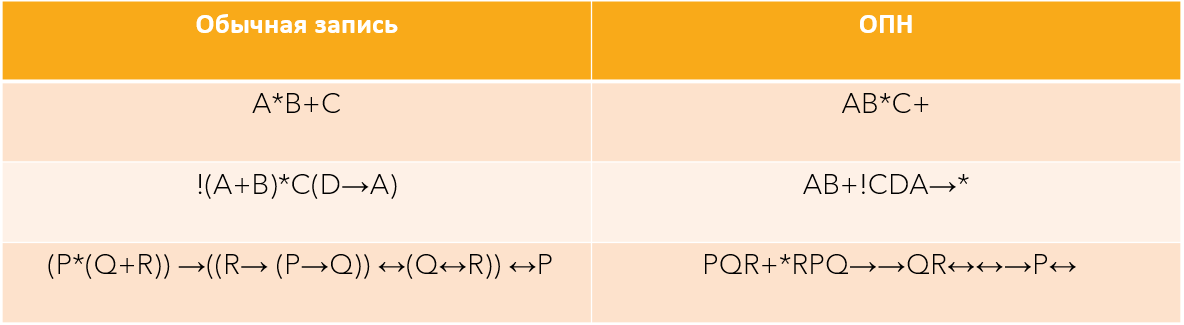 Обычная запись ОПН
A*B+C AB*C+
!(A+B)*C(D→A) AB+!CDA→*
(P*(Q+R)) →((R→ (P→Q)) ↔(Q↔R)) ↔P PQR+*RPQ→→QR↔↔→P↔